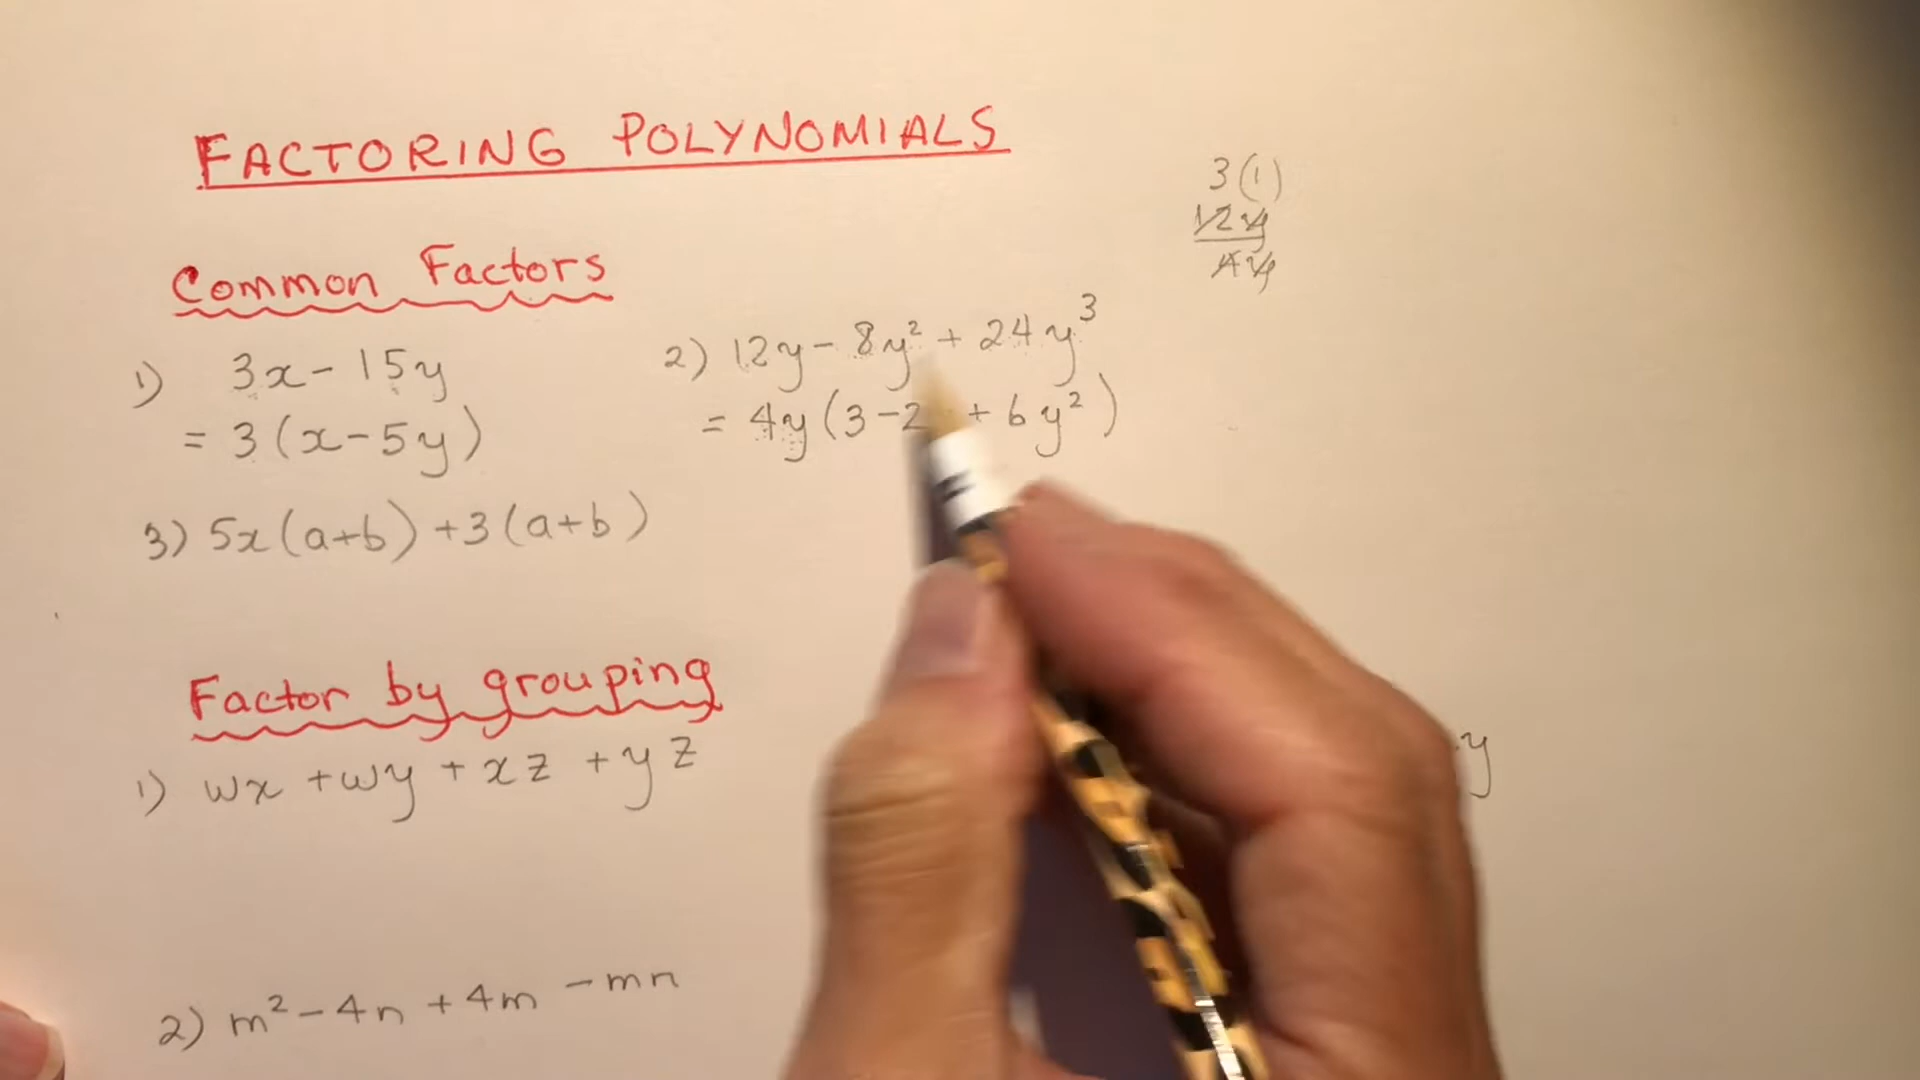 FACTORING POLYNOMIALS
3(1)
12y
4y
Common Factors
1) 3x - 15y
= 3(x - 5y)
2) 12y - 8y² + 24y³
= 4y(3 - 2 + 6y²)
3) 5x(a+b) + 3(a+b)
Factor by grouping
1) wx + wy + xz + yz
y
2) m² - 4n + 4m - mn